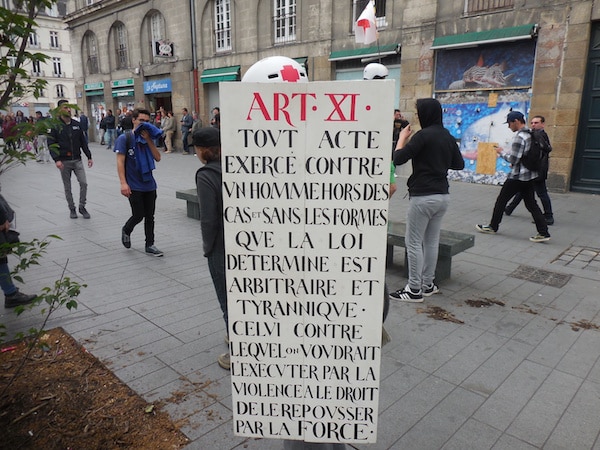 ART · XI ·
TOVT ACTE
EXERCÉ CONTRE
VN HOMME HORS DES
CAS ET SANS LES FORMES
QVE LA LOI
DETERMINE EST
ARBITRAIRE ET
TYRANNIQVE ·
CELVI CONTRE
LEQVEL ON VOVDRAIT
L'EXECVTER PAR LA
VIOLENCE A LE DROIT
DE LE REPOVSSER
PAR LA FORCE ·